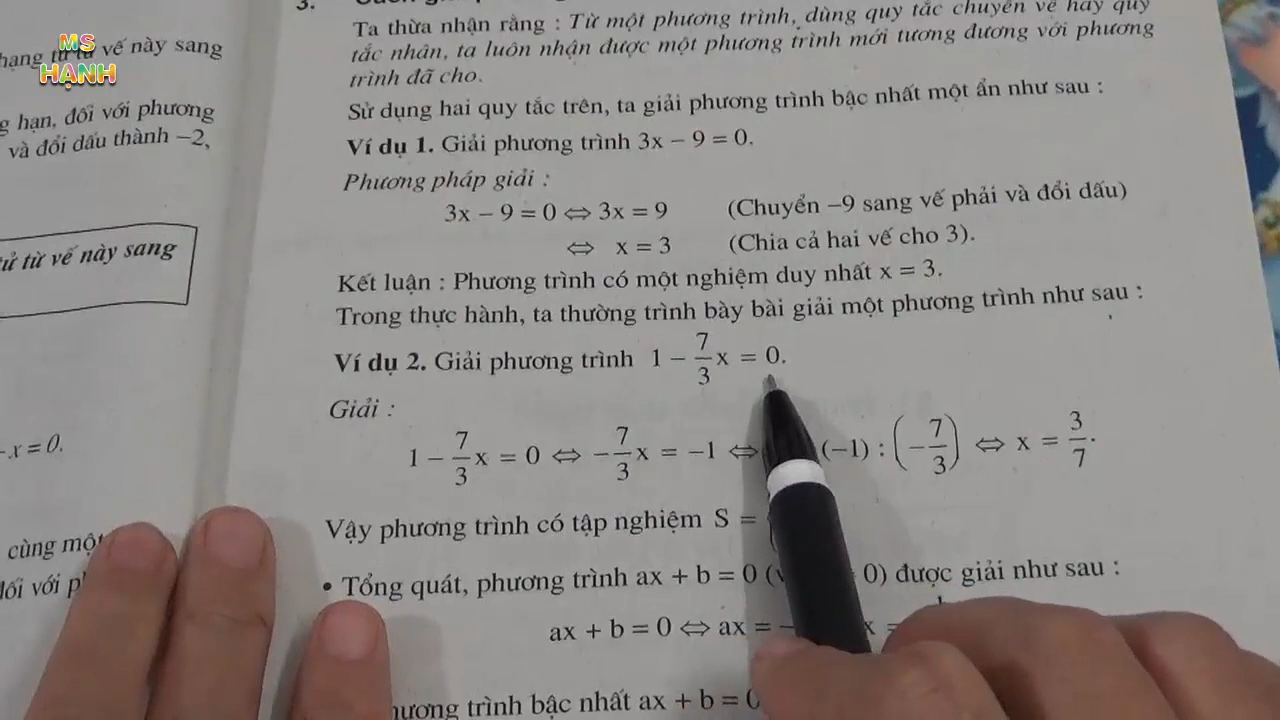 MS
HẠNH
vế này sang
g hạn, đối với phương
và đổi dấu thành −2,
tử từ vế này sang
x = 0.
cùng một
đối với
3.
Ta thừa nhận rằng : Từ một phương trình, dùng quy tắc chuyển vế hay quy
tắc nhân, ta luôn nhận được một phương trình mới tương đương với phương
trình đã cho.
Sử dụng hai quy tắc trên, ta giải phương trình bậc nhất một ẩn như sau :
Ví dụ 1. Giải phương trình 3x − 9 = 0.
Phương pháp giải :
3x − 9 = 0 ⇔ 3x = 9 (Chuyển −9 sang vế phải và đổi dấu)
⇔ x = 3 (Chia cả hai vế cho 3).
Kết luận : Phương trình có một nghiệm duy nhất x = 3.
Trong thực hành, ta thường trình bày bài giải một phương trình như sau :
Ví dụ 2. Giải phương trình 1 − 7/3 x = 0.
Giải :
1 − 7/3 x = 0 ⇔ − 7/3 x = −1 ⇔ (−1) : (− 7/3) ⇔ x = 3/7.
Vậy phương trình có tập nghiệm S =
• Tổng quát, phương trình ax + b = 0 ( 0) được giải như sau :
ax + b = 0 ⇔ ax = − x =
hương trình bậc nhất ax + b = 0